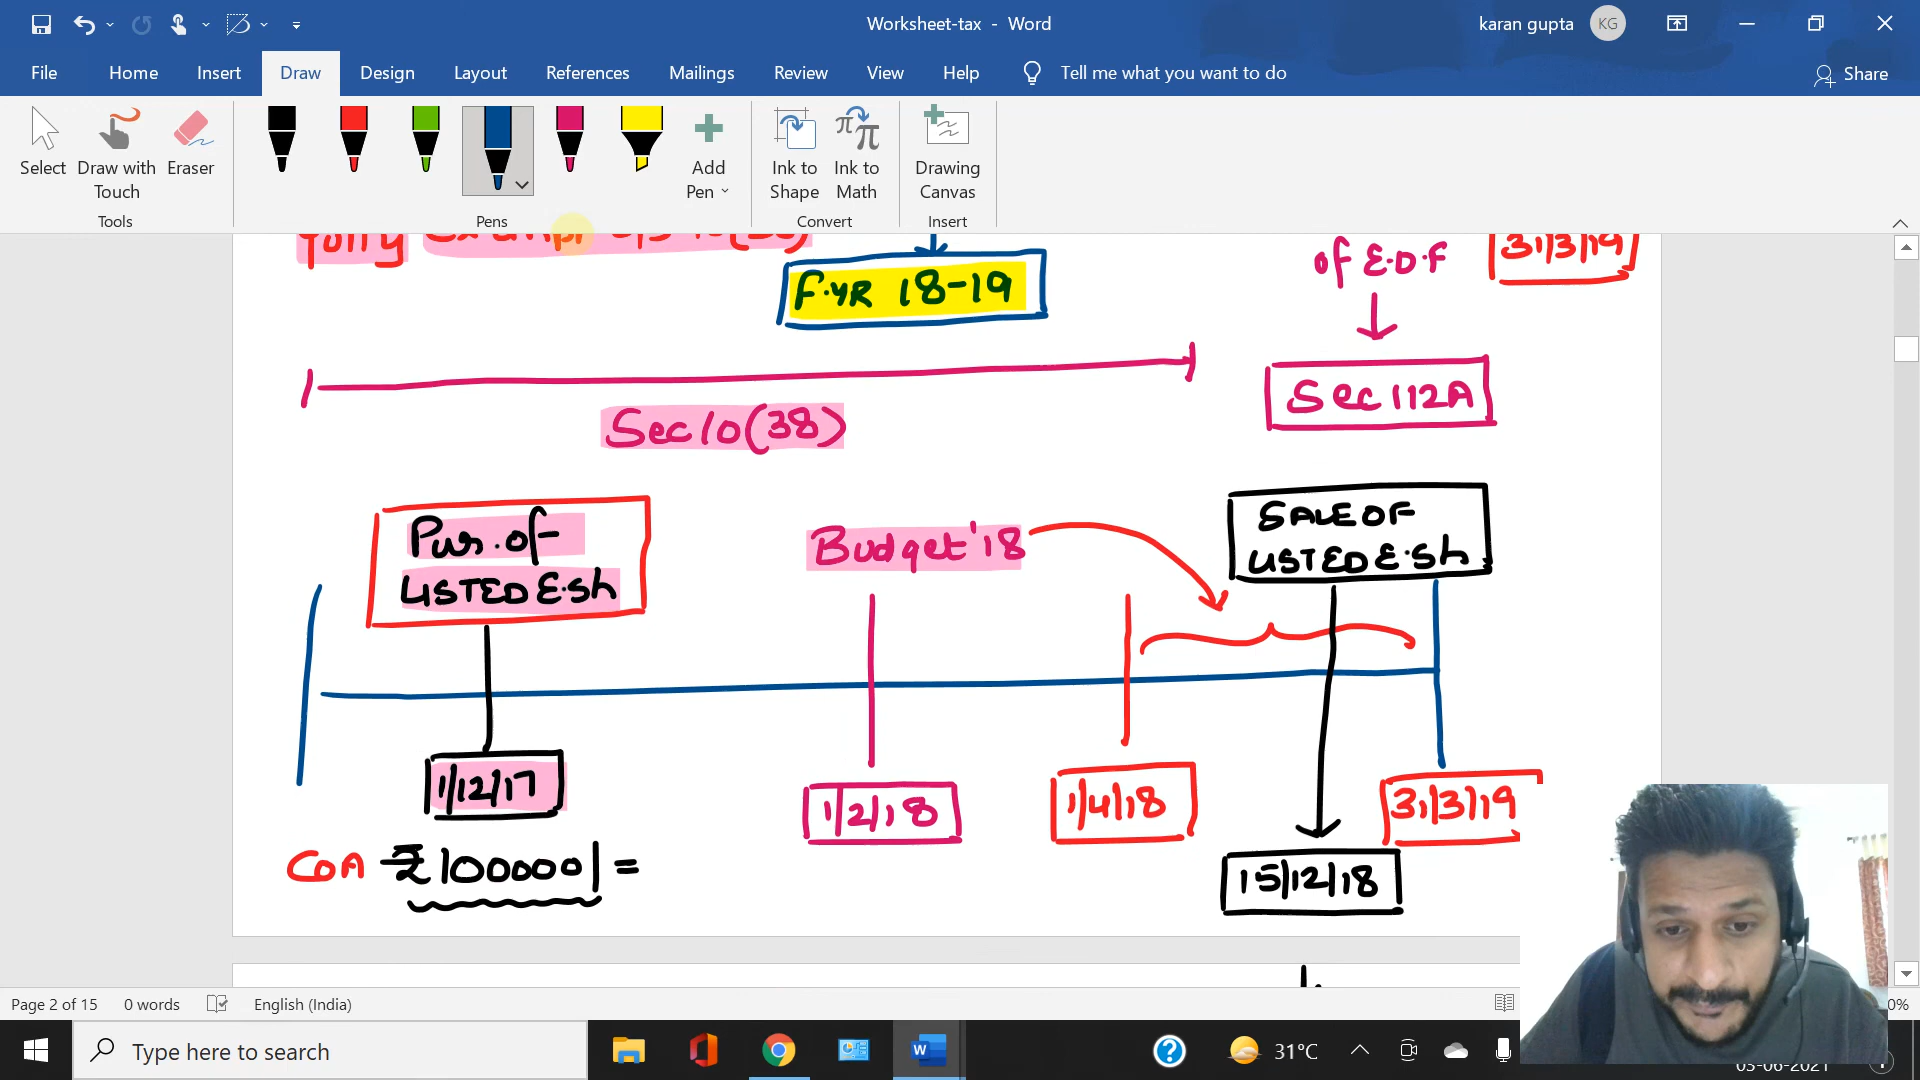 Worksheet-tax - Word
karan gupta
KG
File Home Insert Draw Design Layout References Mailings Review View Help Tell me what you want to do Share
Select Draw with Touch Eraser Add Pen Ink to Shape Ink to Math Drawing Canvas
Tools Pens Convert Insert
of E.D.F
31/3/19
F.YR 18-19
Sec 10(38)
Sec 112A
Pur. of
LISTED E.Sh
Budget '18
SALE OF
LISTED E.Sh
1/12/17
1/2/18
1/4/18
31/3/19
COA ₹ 100000/=
15/12/18
Page 2 of 15 0 words English (India)
0%
Type here to search
31°C
03-06-2021